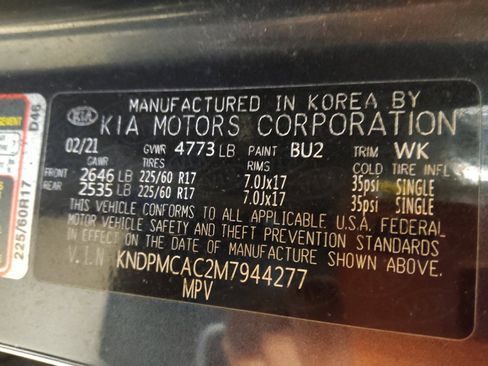 MANUFACTURED IN KOREA BY
KIA KIA MOTORS CORPORATION
02/21 GVWR 4773 LB PAINT BU2 TRIM WK
GAWR TIRES RIMS COLD TIRE INFL
FRONT 2646 LB 225/60 R17 7.0Jx17 35psi SINGLE
REAR 2535 LB 225/60 R17 7.0Jx17 35psi SINGLE
THIS VEHICLE CONFORMS TO ALL APPLICABLE U.S.A. FEDERAL
MOTOR VEHICLE SAFETY AND THEFT PREVENTION STANDARDS
IN EFFECT ON THE DATE OF MANUFACTURE SHOWN ABOVE.
V.I.N KNDPMCAC2M7944277
MPV
D46
225/60R17